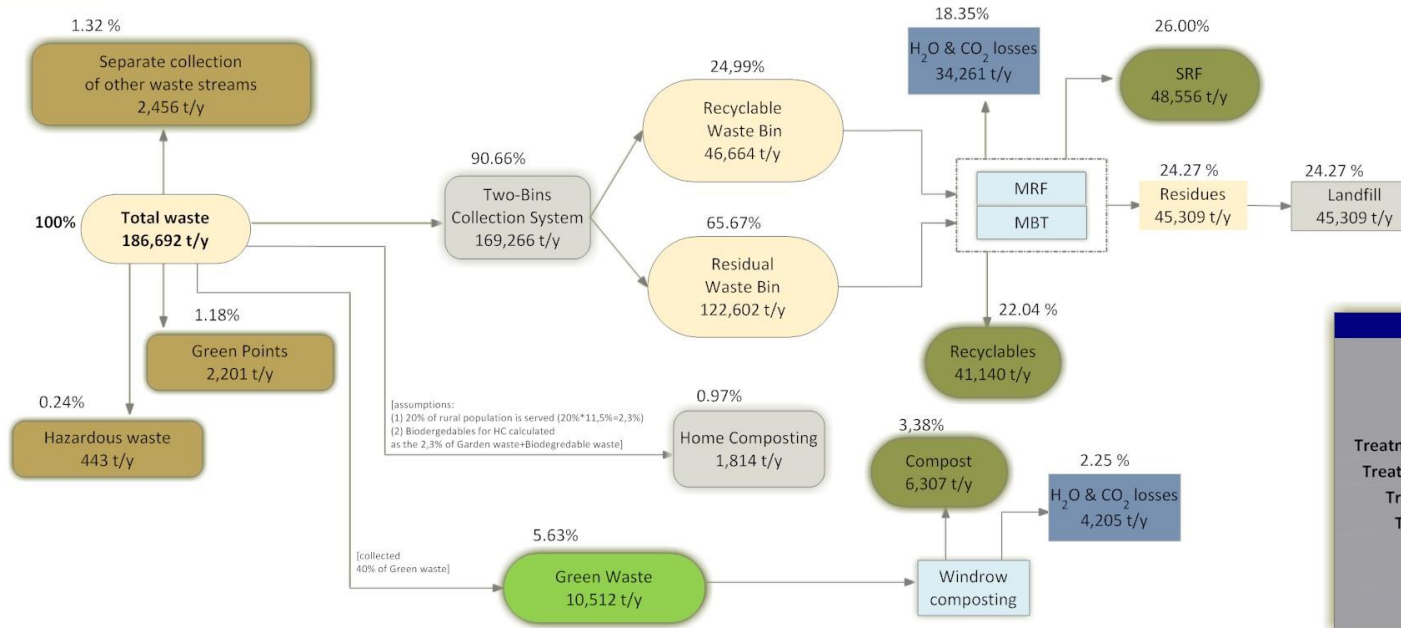 1.32 %
Separate collection
of other waste streams
2,456 t/y
100%
Total waste
186,692 t/y
1.18%
Green Points
2,201 t/y
0.24%
Hazardous waste
443 t/y
90.66%
Two-Bins
Collection System
169,266 t/y
24,99%
Recyclable
Waste Bin
46,664 t/y
65.67%
Residual
Waste Bin
122,602 t/y
18.35%
H₂O & CO₂ losses
34,261 t/y
26.00%
SRF
48,556 t/y
MRF
MBT
24.27 %
Residues
45,309 t/y
24.27 %
Landfill
45,309 t/y
22.04 %
Recyclables
41,140 t/y
[assumptions:
(1) 20% of rural population is served (20%*11,5%=2,3%)
(2) Biodergedables for HC calculated
as the 2,3% of Garden waste+Biodegredable waste]
0.97%
Home Composting
1,814 t/y
[collected
40% of Green waste]
5.63%
Green Waste
10,512 t/y
3,38%
Compost
6,307 t/y
2.25 %
H₂O & CO₂ losses
4,205 t/y
Windrow
composting